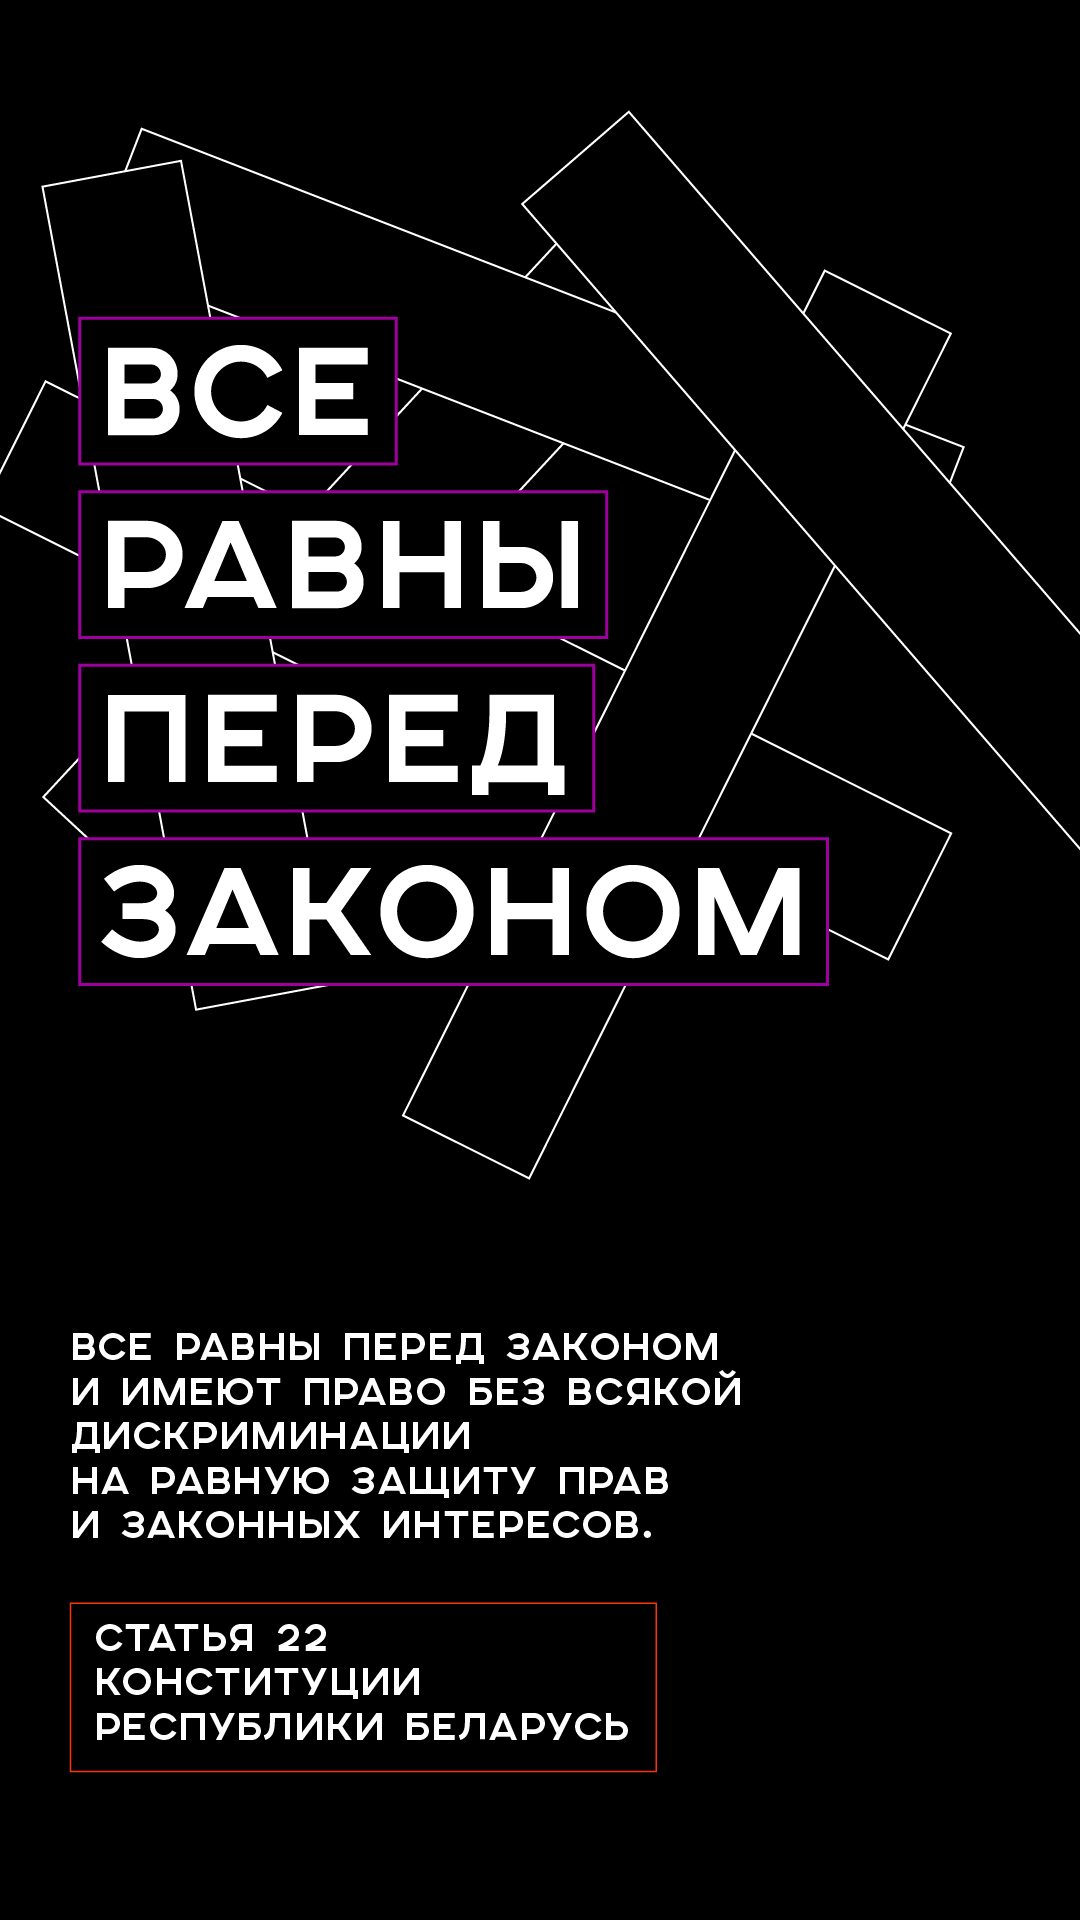 ВСЕ
РАВНЫ
ПЕРЕД
ЗАКОНОМ
ВСЕ РАВНЫ ПЕРЕД ЗАКОНОМ
И ИМЕЮТ ПРАВО БЕЗ ВСЯКОЙ
ДИСКРИМИНАЦИИ
НА РАВНУЮ ЗАЩИТУ ПРАВ
И ЗАКОННЫХ ИНТЕРЕСОВ.
СТАТЬЯ 22
КОНСТИТУЦИИ
РЕСПУБЛИКИ БЕЛАРУСЬ